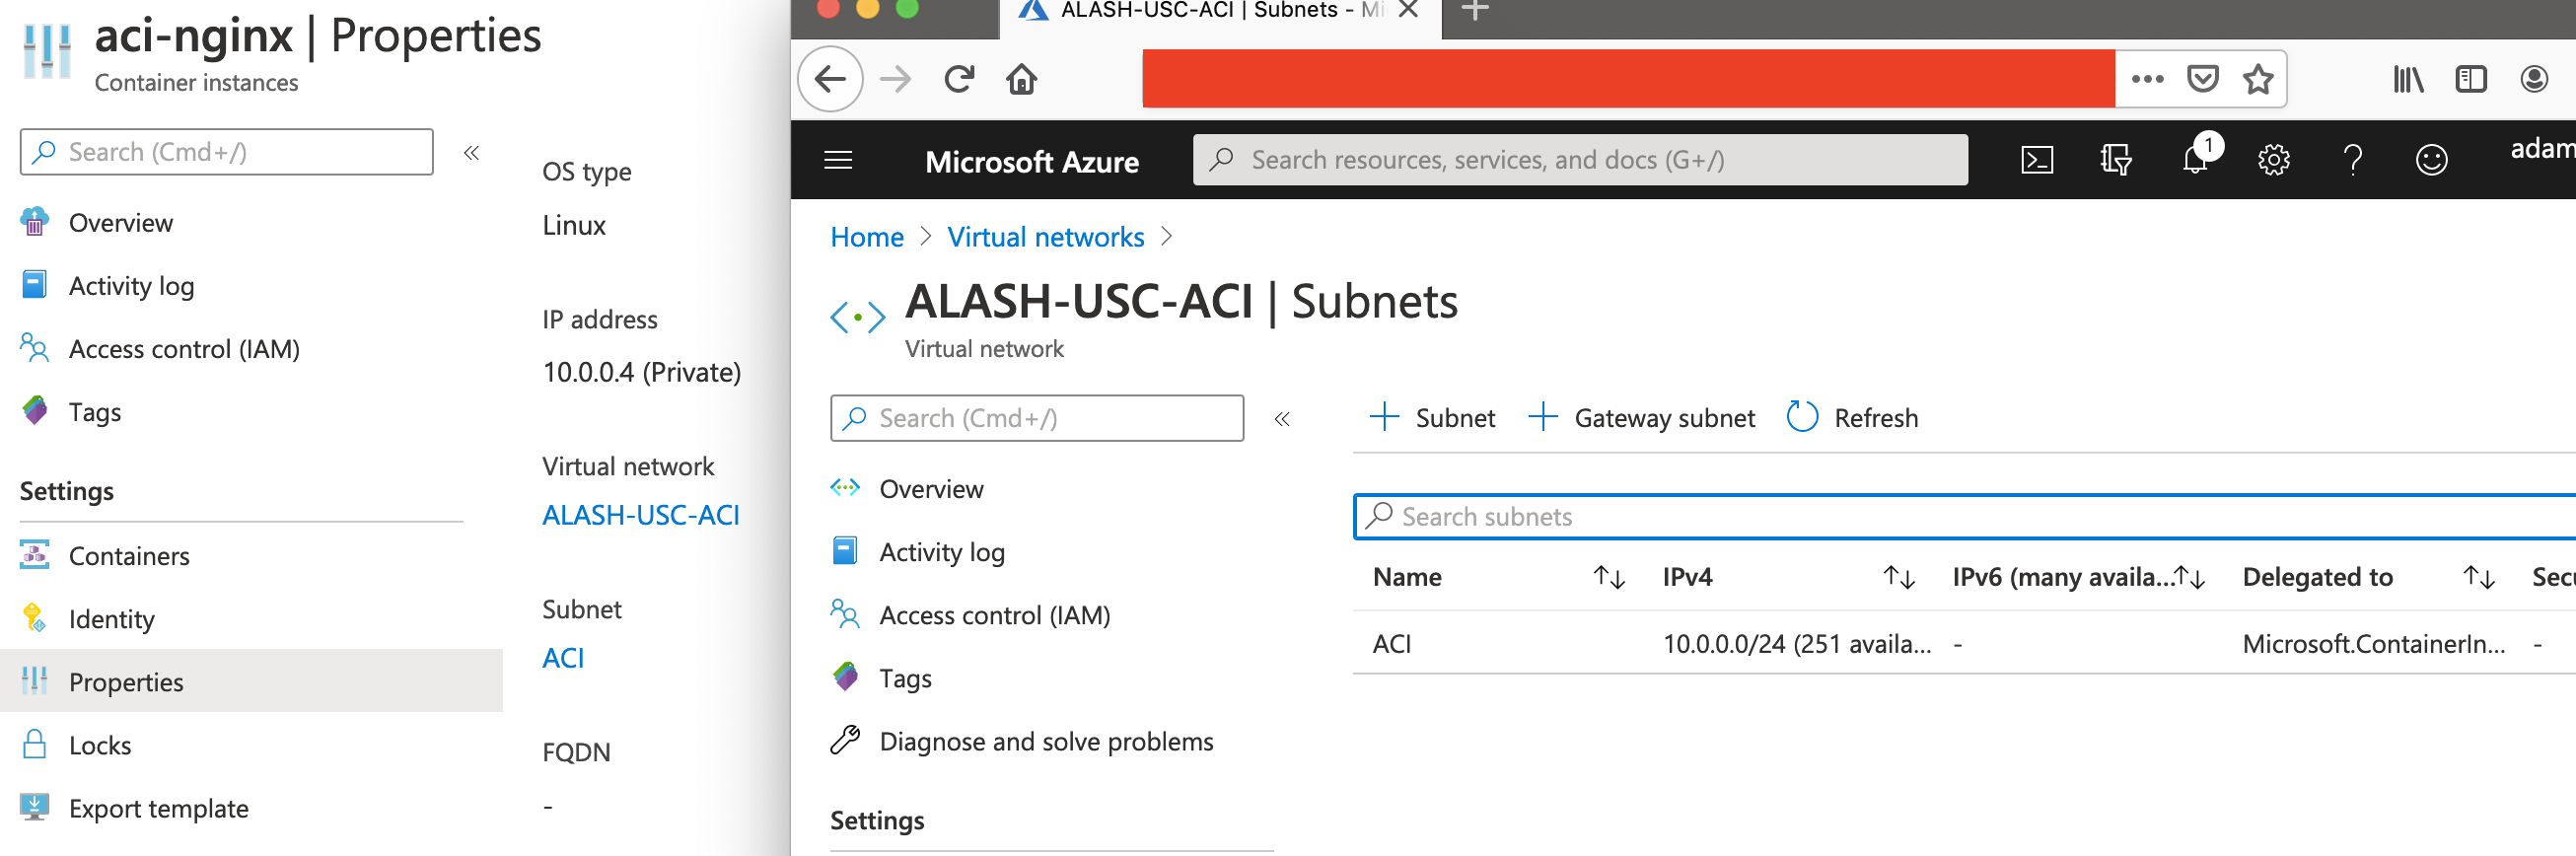 aci-nginx | Properties
Container instances
Search (Cmd+/)
«
Overview
Activity log
Access control (IAM)
Tags
Settings
Containers
Identity
Properties
Locks
Export template
OS type
Linux
IP address
10.0.0.4 (Private)
Virtual network
ALASH-USC-ACI
Subnet
ACI
FQDN
-
ALASH-USC-ACI | Subnets - Mi
Microsoft Azure
Search resources, services, and docs (G+/)
1
adam
Home > Virtual networks >
ALASH-USC-ACI | Subnets
Virtual network
Search (Cmd+/)
«
Overview
Activity log
Access control (IAM)
Tags
Diagnose and solve problems
Settings
+ Subnet + Gateway subnet Refresh
Search subnets
Name IPv4 IPv6 (many availa... Delegated to Secu
ACI 10.0.0.0/24 (251 availa... - Microsoft.ContainerIn... -